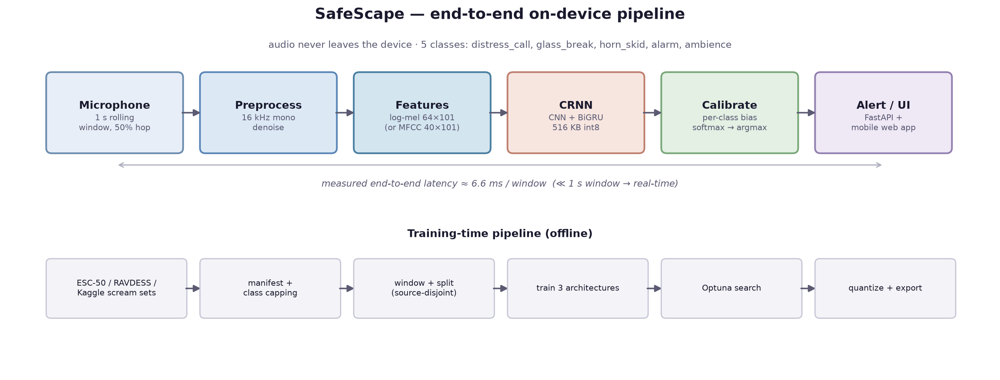 SafeScape — end-to-end on-device pipeline
audio never leaves the device · 5 classes: distress_call, glass_break, horn_skid, alarm, ambience
Microphone
1 s rolling
window, 50% hop
Preprocess
16 kHz mono
denoise
Features
log-mel 64×101
(or MFCC 40×101)
CRNN
CNN + BiGRU
516 KB int8
Calibrate
per-class bias
softmax → argmax
Alert / UI
FastAPI +
mobile web app
measured end-to-end latency ≈ 6.6 ms / window (≪ 1 s window → real-time)
Training-time pipeline (offline)
ESC-50 / RAVDESS /
Kaggle scream sets
manifest +
class capping
window + split
(source-disjoint)
train 3 architectures
Optuna search
quantize + export